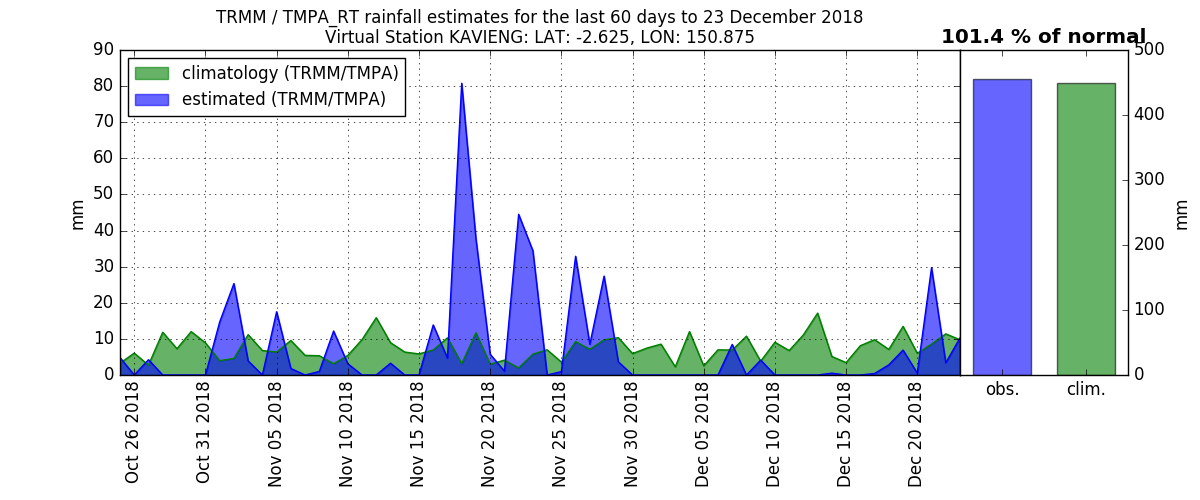 TRMM / TMPA_RT rainfall estimates for the last 60 days to 23 December 2018
Virtual Station KAVIENG: LAT: -2.625, LON: 150.875
101.4 % of normal
climatology (TRMM/TMPA)
estimated (TRMM/TMPA)
90
80
70
60
50
40
30
20
10
0
mm
Oct 26 2018
Oct 31 2018
Nov 05 2018
Nov 10 2018
Nov 15 2018
Nov 20 2018
Nov 25 2018
Nov 30 2018
Dec 05 2018
Dec 10 2018
Dec 15 2018
Dec 20 2018
obs.
clim.
500
400
300
200
100
0
mm